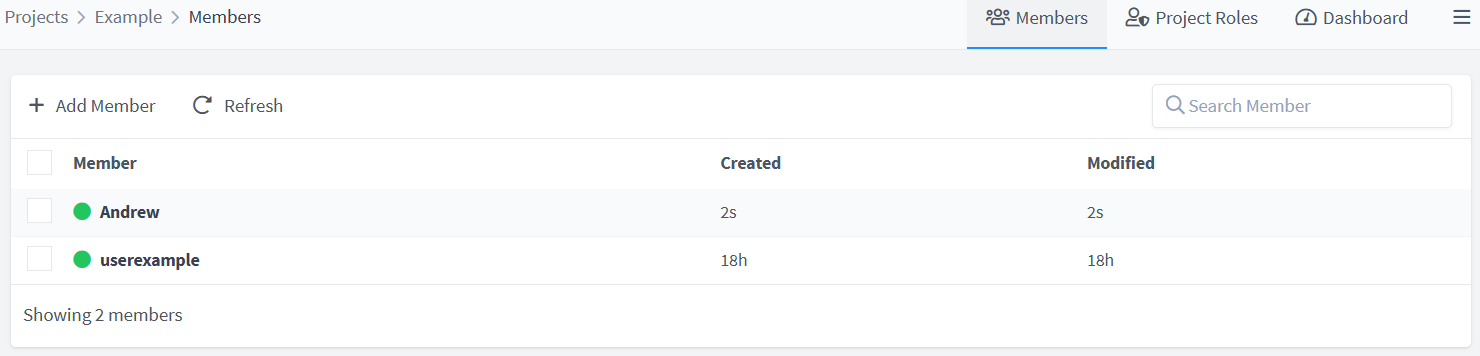 Projects > Example > Members
Members
Project Roles
Dashboard
Add Member
Refresh
Search Member
Member Created Modified
Andrew 2s 2s
userexample 18h 18h
Showing 2 members